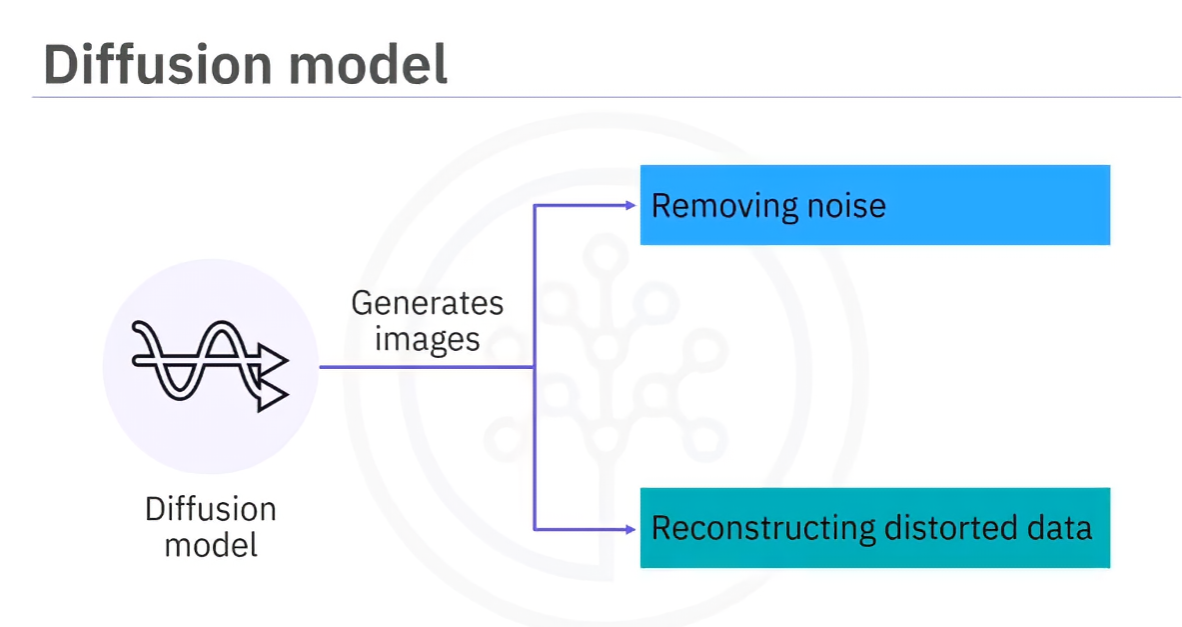 Diffusion model
Removing noise
Generates
images
Diffusion
model
Reconstructing distorted data